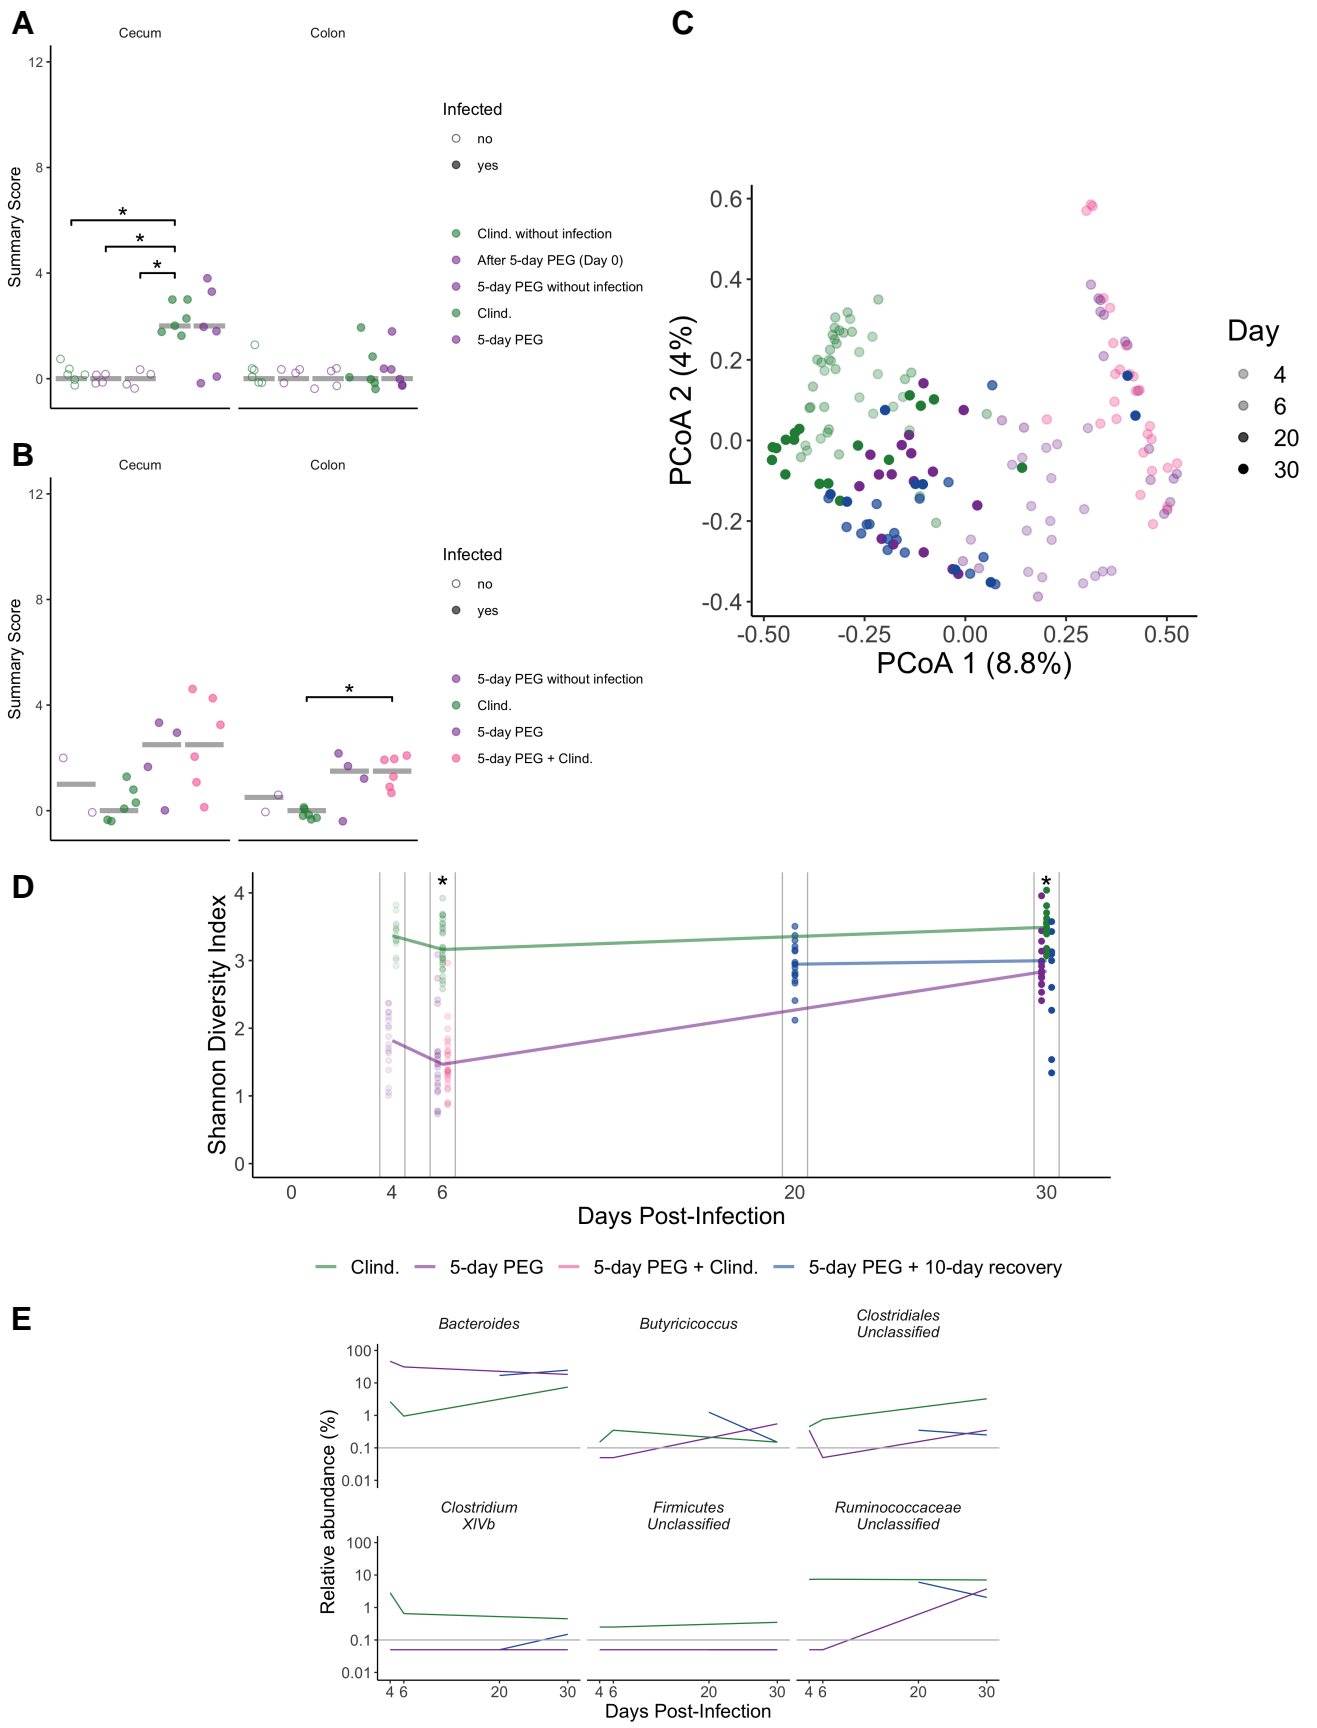 A
Cecum
Colon
12
8
4
0
Summary Score
*
*
*
Infected
no
yes
Clind. without infection
After 5-day PEG (Day 0)
5-day PEG without infection
Clind.
5-day PEG
B
Cecum
Colon
12
8
4
0
Summary Score
*
Infected
no
yes
5-day PEG without infection
Clind.
5-day PEG
5-day PEG + Clind.
C
0.6
0.4
0.2
0.0
-0.2
-0.4
PCoA 2 (4%)
-0.50
-0.25
0.00
0.25
0.50
PCoA 1 (8.8%)
Day
4
6
20
30
D
*
*
4
3
2
1
0
Shannon Diversity Index
0
4
6
20
30
Days Post-Infection
Clind.
5-day PEG
5-day PEG + Clind.
5-day PEG + 10-day recovery
E
Bacteroides
Butyricicoccus
Clostridiales
Unclassified
100
10
1
0.1
0.01
Relative abundance (%)
Clostridium
XIVb
Firmicutes
Unclassified
Ruminococcaceae
Unclassified
100
10
1
0.1
0.01
4 6 20 30
4 6 20 30
4 6 20 30
Days Post-Infection